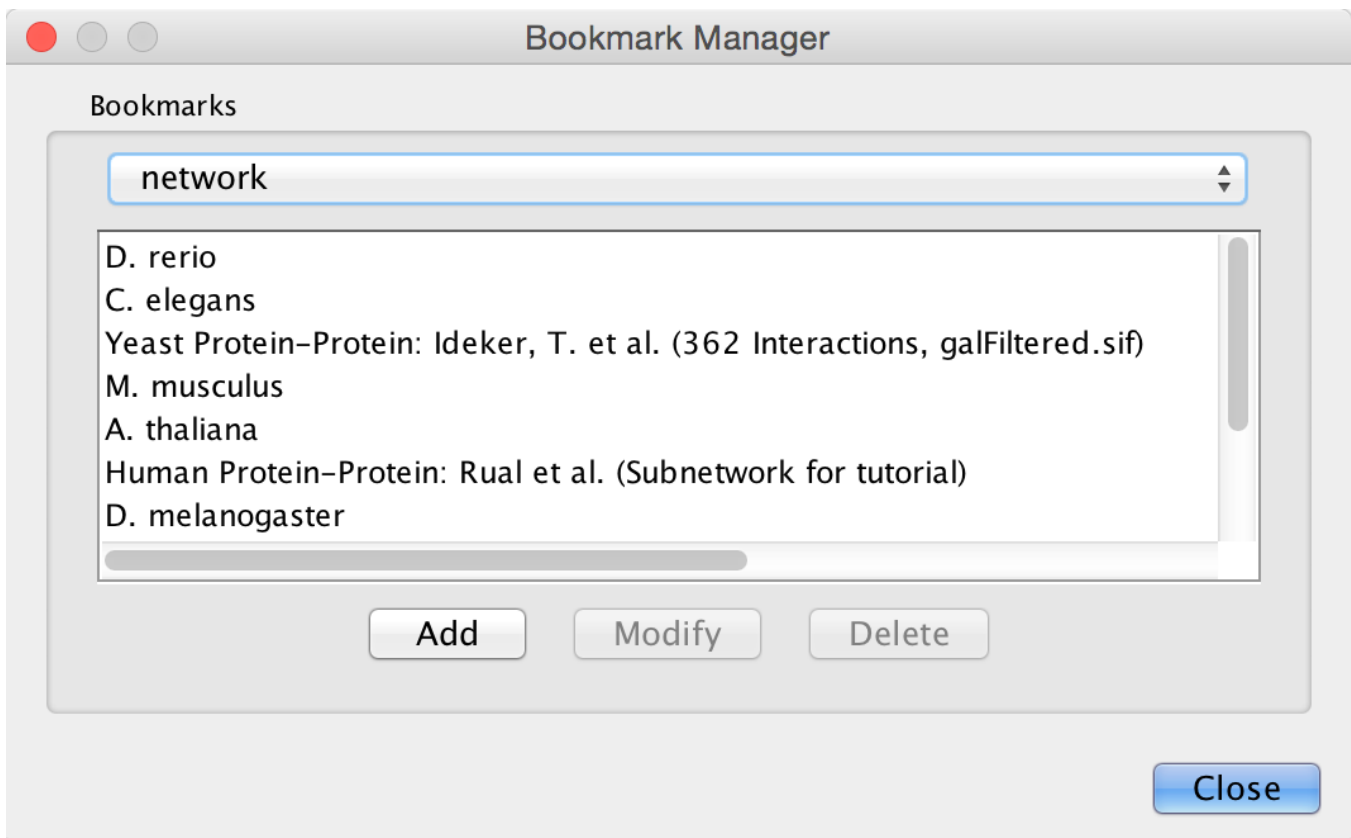 Bookmark Manager
Bookmarks
network
D. rerio
C. elegans
Yeast Protein–Protein: Ideker, T. et al. (362 Interactions, galFiltered.sif)
M. musculus
A. thaliana
Human Protein–Protein: Rual et al. (Subnetwork for tutorial)
D. melanogaster
Add Modify Delete
Close